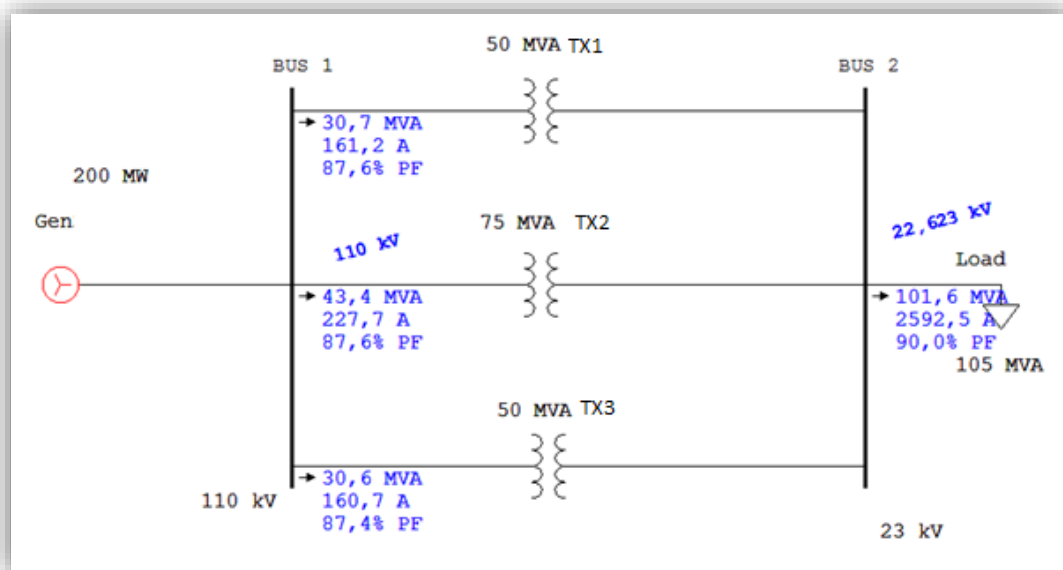 50 MVA TX1
BUS 1
BUS 2
30,7 MVA
161,2 A
87,6% PF
200 MW
Gen
110 kV
75 MVA TX2
22,623 kV
Load
43,4 MVA
227,7 A
87,6% PF
101,6 MVA
2592,5 A
90,0% PF
105 MVA
50 MVA TX3
30,6 MVA
160,7 A
87,4% PF
110 kV
23 kV